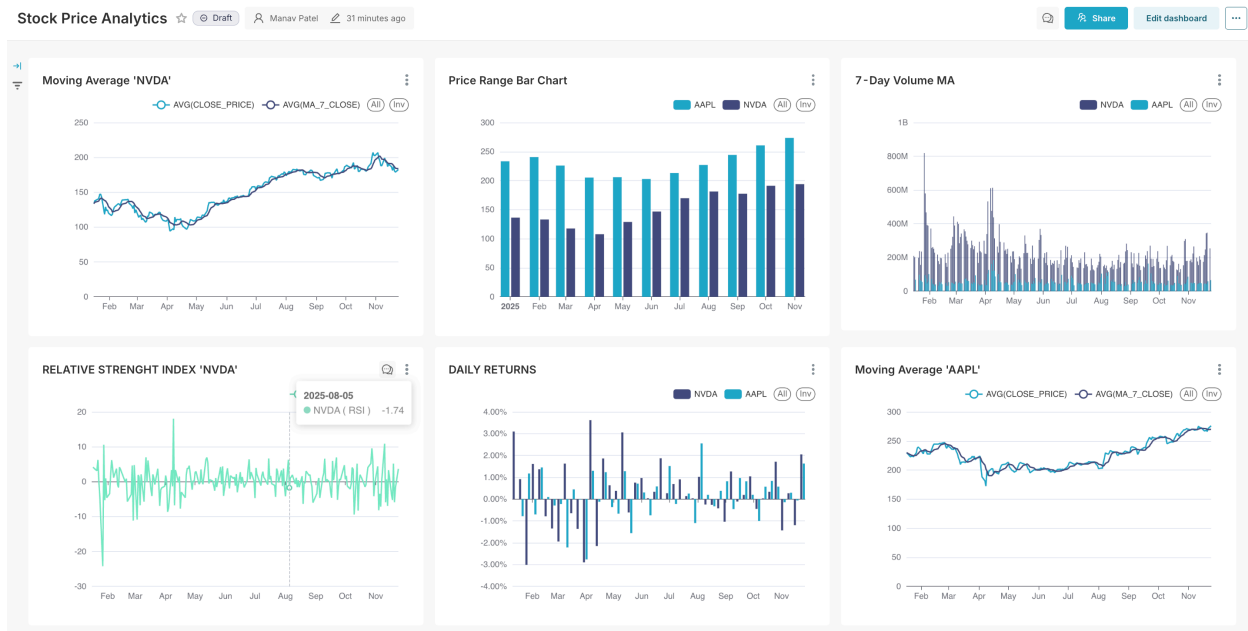 Stock Price Analytics Draft Manav Patel 31 minutes ago Share Edit dashboard
Moving Average 'NVDA'
AVG(CLOSE_PRICE) AVG(MA_7_CLOSE) All Inv
250
200
150
100
50
0
Feb Mar Apr May Jun Jul Aug Sep Oct Nov
Price Range Bar Chart
AAPL NVDA All Inv
300
250
200
150
100
50
0
2025 Feb Mar Apr May Jun Jul Aug Sep Oct Nov
7-Day Volume MA
NVDA AAPL All Inv
1B
800M
600M
400M
200M
0
Feb Mar Apr May Jun Jul Aug Sep Oct Nov
RELATIVE STRENGHT INDEX 'NVDA'
2025-08-05
NVDA ( RSI ) -1.74
20
10
0
-10
-20
-30
Feb Mar Apr May Jun Jul Aug Sep Oct Nov
DAILY RETURNS
NVDA AAPL All Inv
4.00%
3.00%
2.00%
1.00%
0.00%
-1.00%
-2.00%
-3.00%
-4.00%
Feb Mar Apr May Jun Jul Aug Sep Oct Nov
Moving Average 'AAPL'
AVG(CLOSE_PRICE) AVG(MA_7_CLOSE) All Inv
300
250
200
150
100
50
0
Feb Mar Apr May Jun Jul Aug Sep Oct Nov